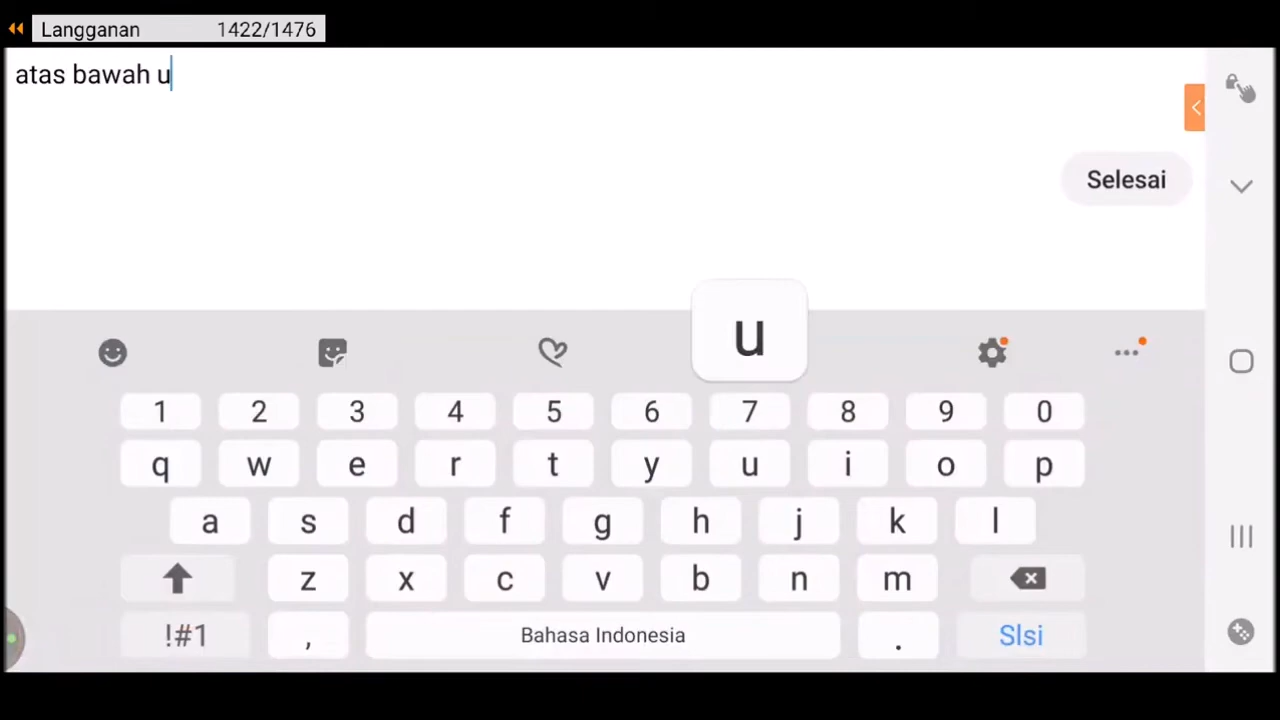 Langganan 1422/1476
atas bawah u
Selesai
u
1 2 3 4 5 6 7 8 9 0
q w e r t y u i o p
a s d f g h j k l
z x c v b n m
!#1 , Bahasa Indonesia . Slsi